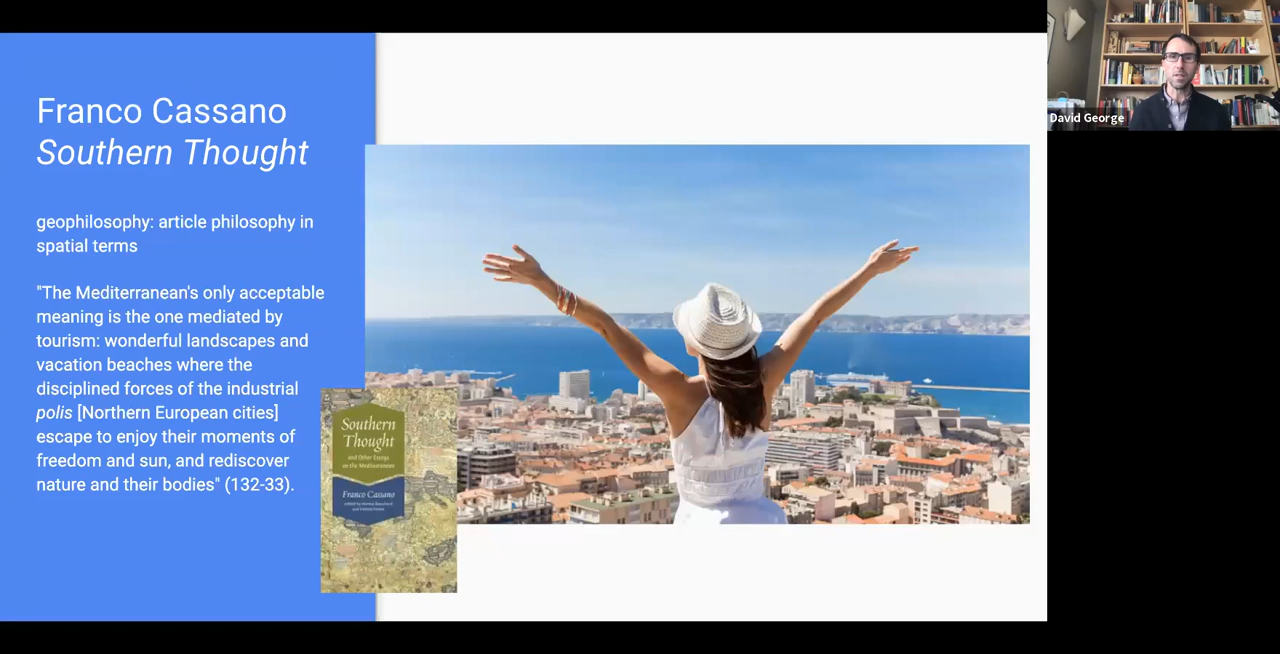 Franco Cassano
Southern Thought
geophilosophy: article philosophy in
spatial terms
"The Mediterranean's only acceptable
meaning is the one mediated by
tourism: wonderful landscapes and
vacation beaches where the
disciplined forces of the industrial
polis [Northern European cities]
escape to enjoy their moments of
freedom and sun, and rediscover
nature and their bodies" (132-33).
Southern
Thought
and Other Essays
on the Mediterranean
Franco Cassano
David George